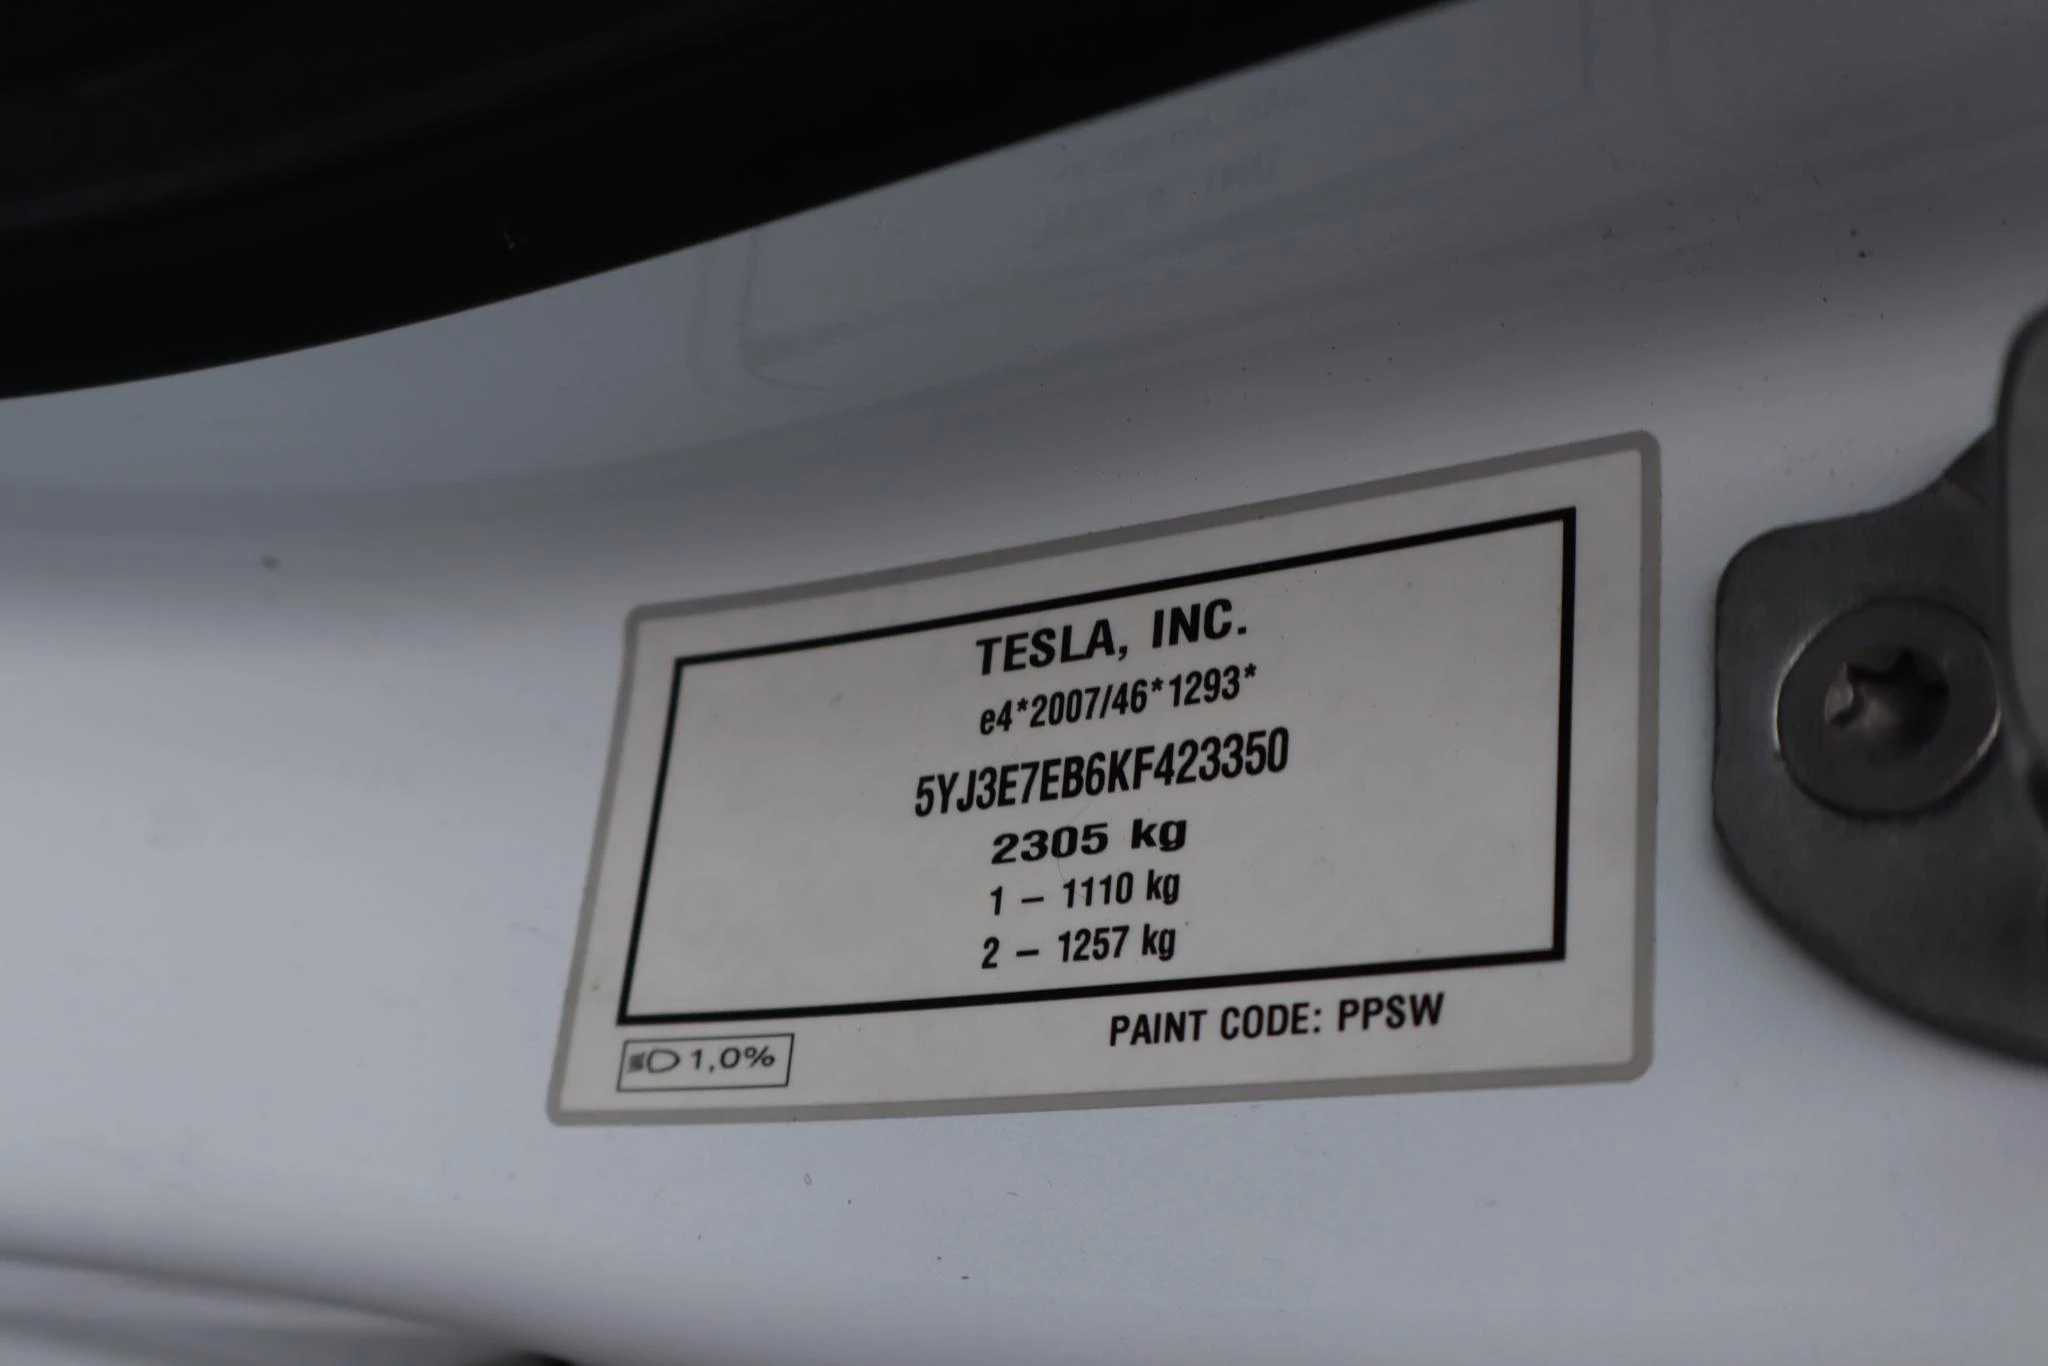 TESLA, INC.
e4*2007/46*1293*
5YJ3E7EB6KF423350
2305 kg
1 – 1110 kg
2 – 1257 kg
PAINT CODE: PPSW
1,0%